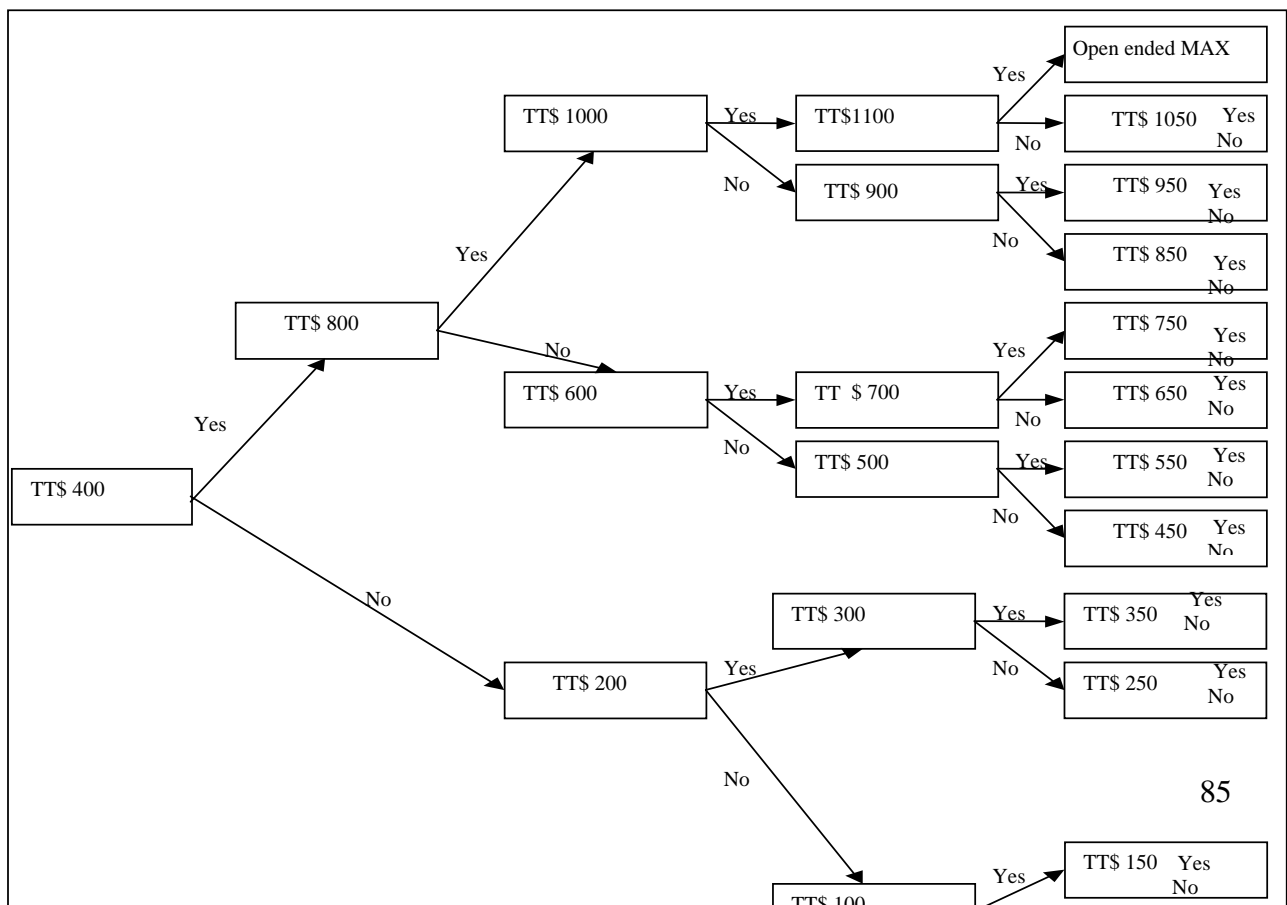 Open ended MAX
Yes
TT$ 1000
Yes
TT$1100
TT$ 1050
Yes
No
No
No
TT$ 900
Yes
TT$ 950
Yes
No
No
TT$ 850
Yes
No
Yes
TT$ 800
No
TT$ 750
Yes
No
Yes
TT$ 600
Yes
TT $ 700
No
TT$ 650
Yes
No
Yes
No
TT$ 500
Yes
TT$ 550
Yes
No
TT$ 400
No
TT$ 450
Yes
No
No
TT$ 300
Yes
TT$ 350
Yes
No
TT$ 200
Yes
No
TT$ 250
Yes
No
No
85
TT$ 150
Yes
No
Yes
TT$ 100